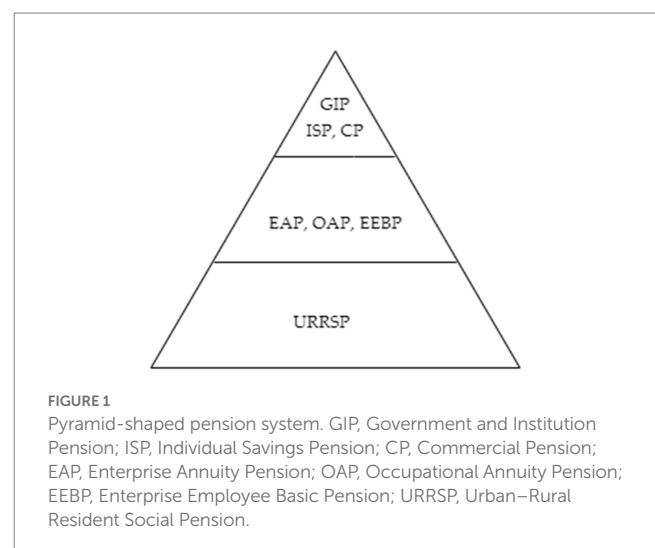 GIP
ISP, CP
EAP, OAP, EEBP
URRSP
FIGURE 1
Pyramid-shaped pension system. GIP, Government and Institution
Pension; ISP, Individual Savings Pension; CP, Commercial Pension;
EAP, Enterprise Annuity Pension; OAP, Occupational Annuity Pension;
EEBP, Enterprise Employee Basic Pension; URRSP, Urban–Rural
Resident Social Pension.